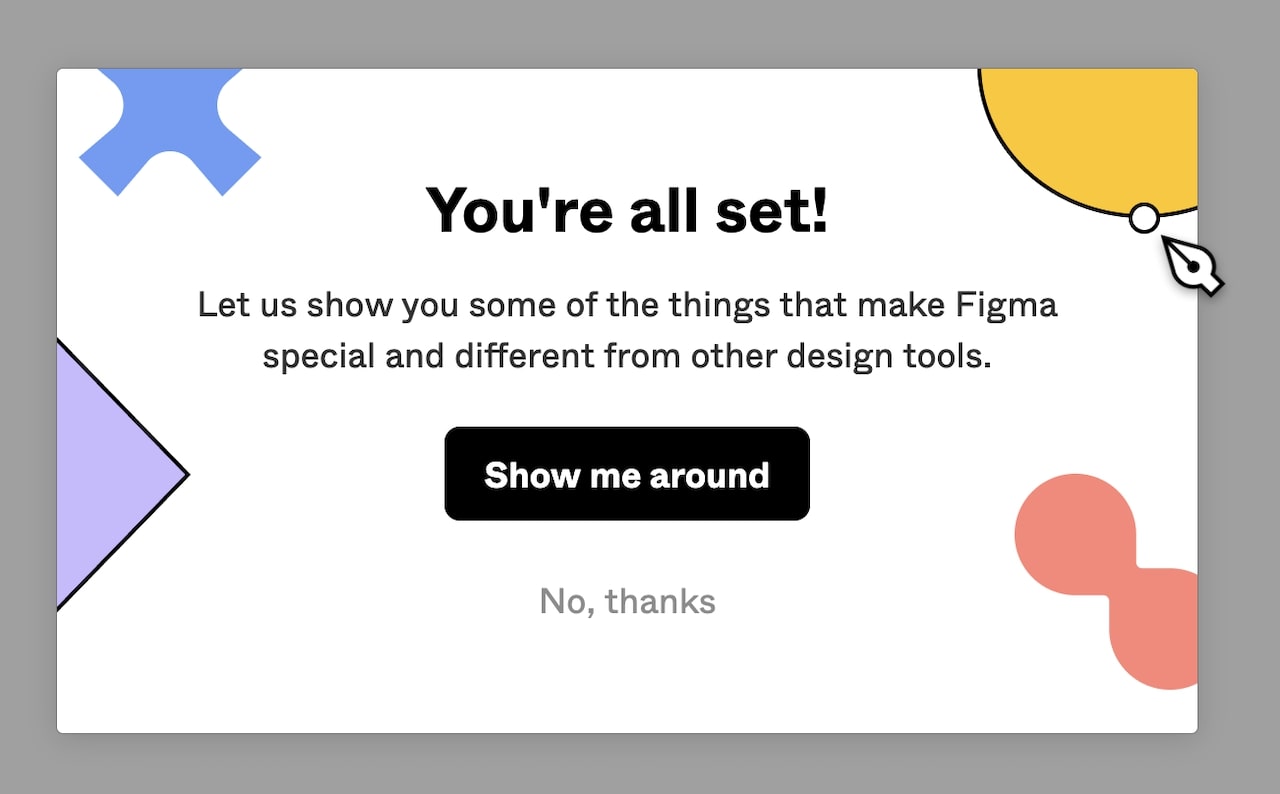 You're all set!
Let us show you some of the things that make Figma
special and different from other design tools.
Show me around
No, thanks